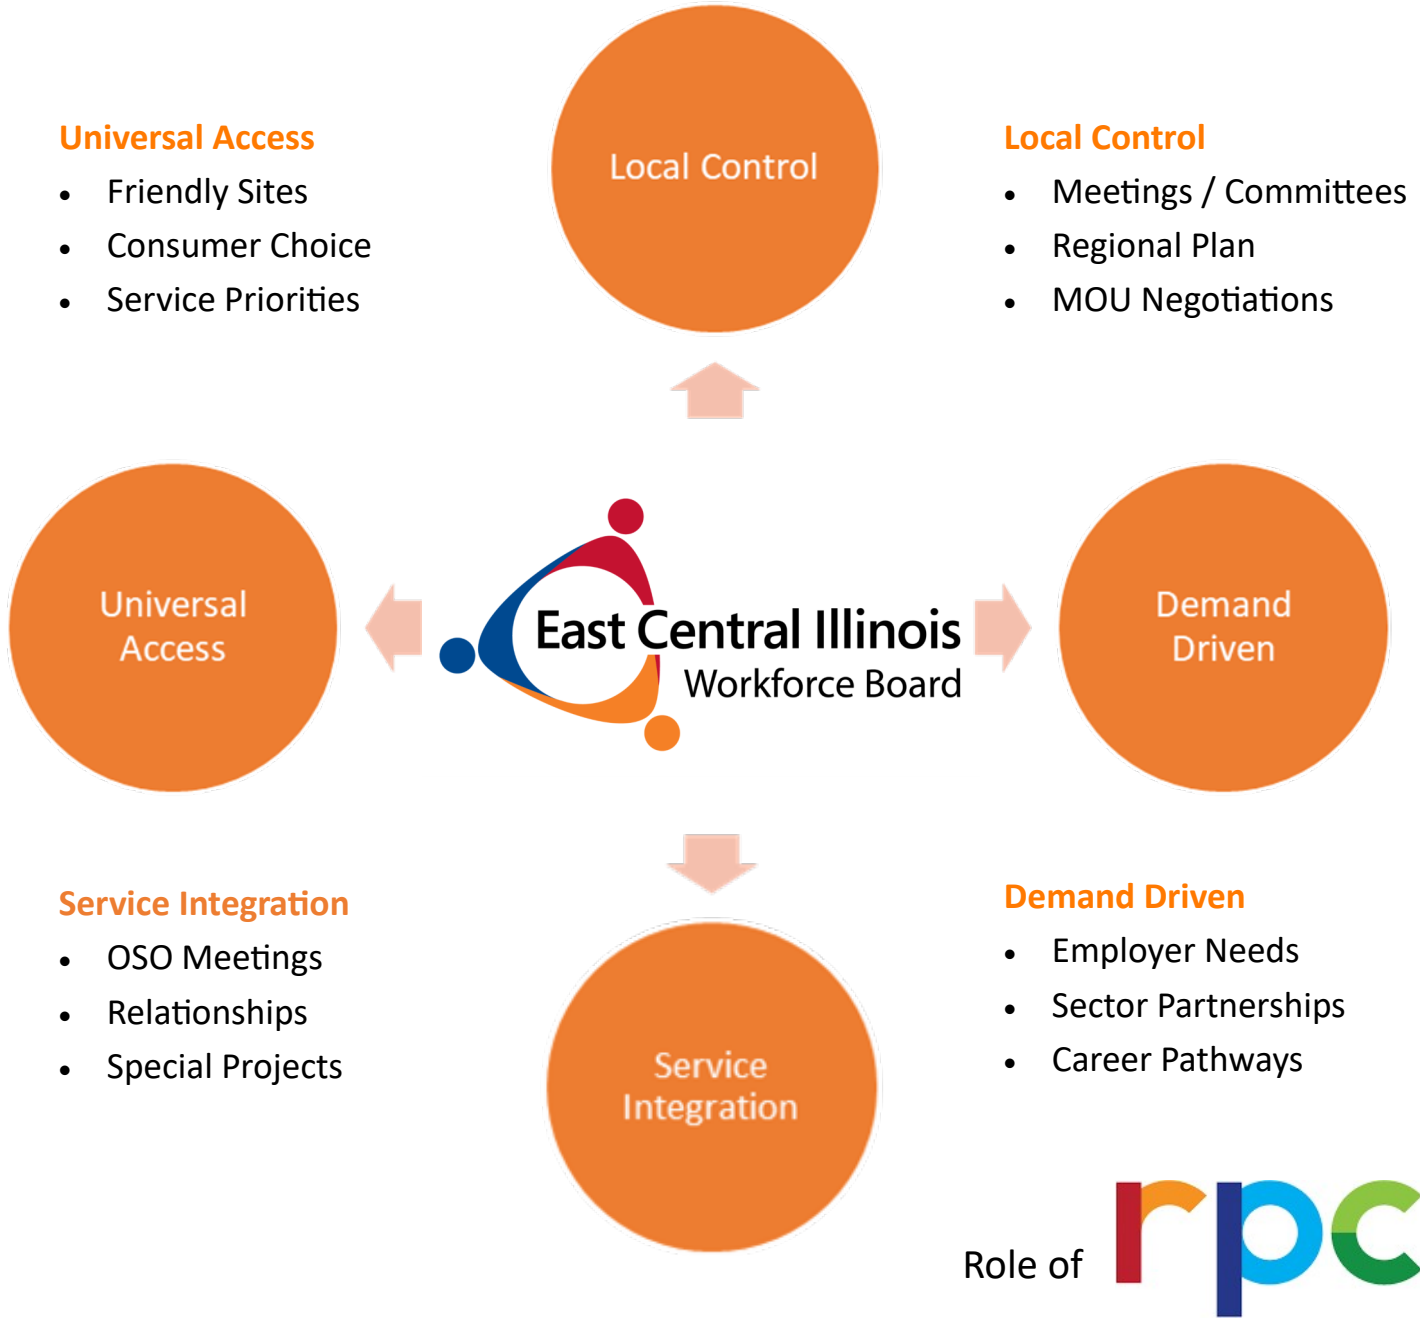 Local Control
Universal Access
• Friendly Sites
• Consumer Choice
• Service Priorities
Local Control
• Meetings / Committees
• Regional Plan
• MOU Negotiations
Universal
Access
East Central Illinois
Workforce Board
Demand
Driven
Service Integration
• OSO Meetings
• Relationships
• Special Projects
Service
Integration
Demand Driven
• Employer Needs
• Sector Partnerships
• Career Pathways
Role of rpc